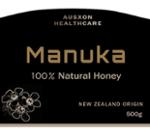 AUSXON
HEALTHCARE
Manuka
100% Natural Honey
NEW ZEALAND ORIGIN
500g